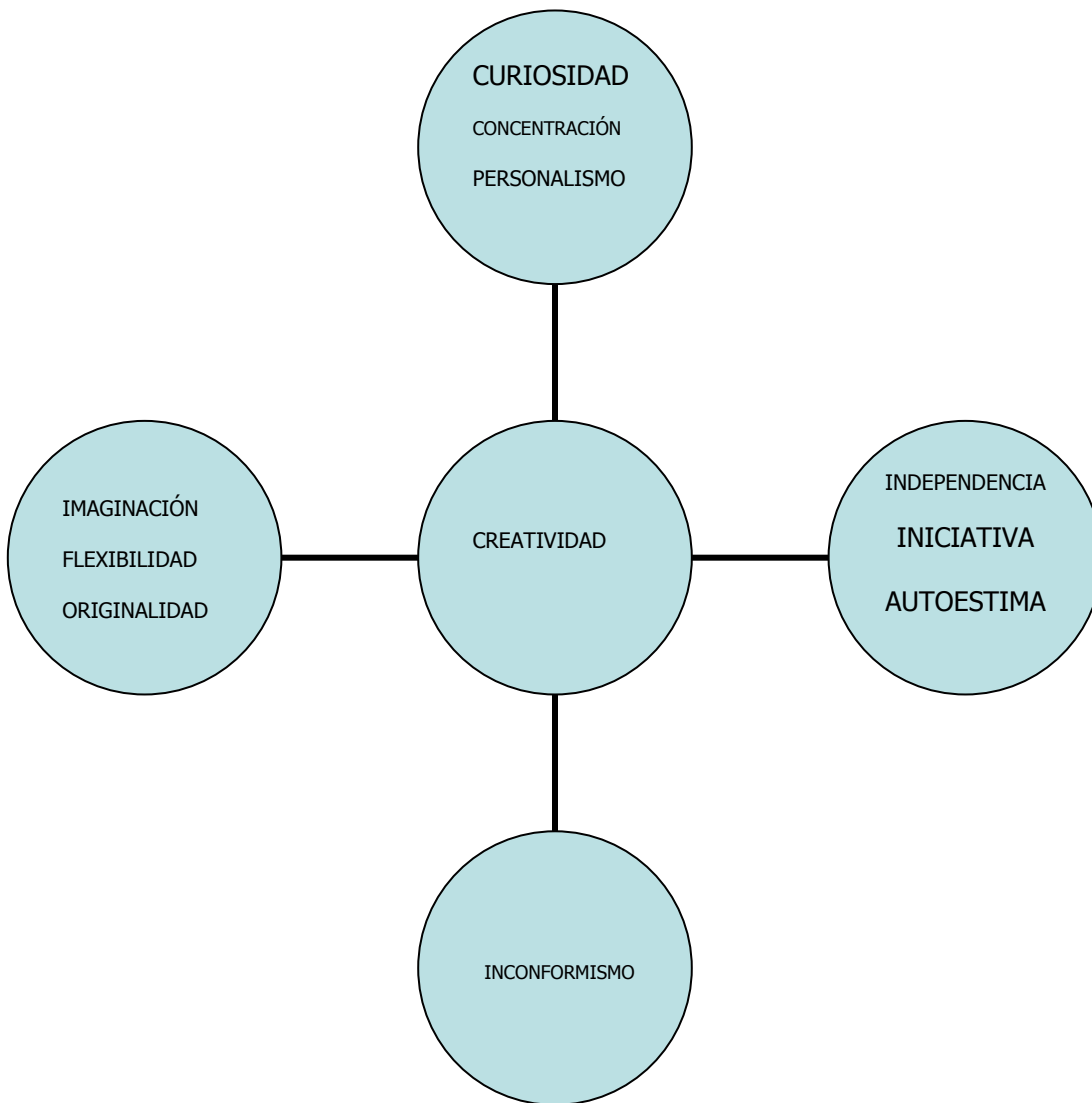 CURIOSIDAD
CONCENTRACIÓN
PERSONALISMO
IMAGINACIÓN
FLEXIBILIDAD
ORIGINALIDAD
CREATIVIDAD
INDEPENDENCIA
INICIATIVA
AUTOESTIMA
INCONFORMISMO